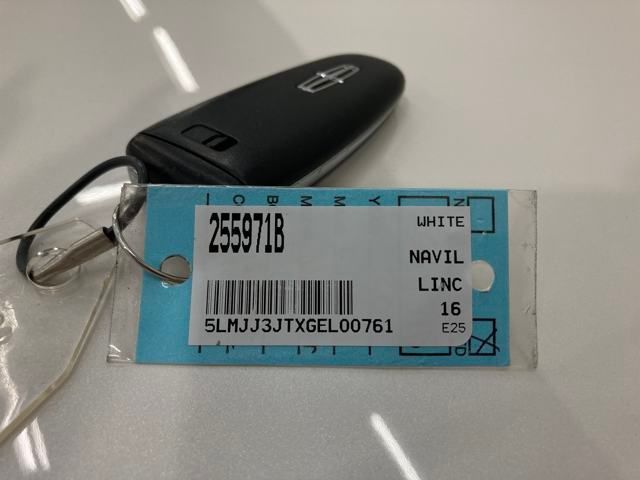 255971B
WHITE
NAVIL
LINC
16
5LMJJ3JTXGEL00761
E25